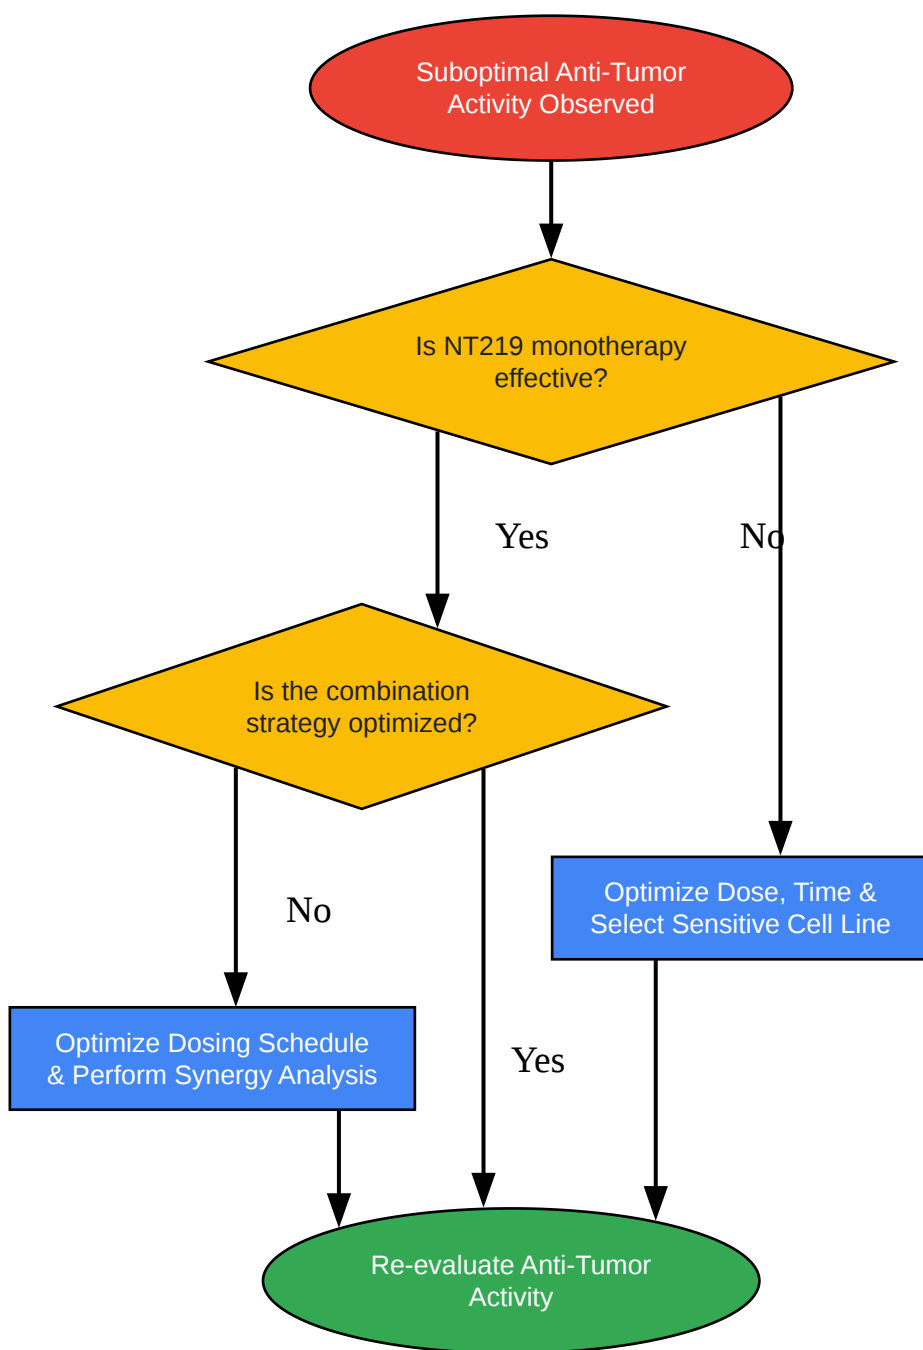 Suboptimal Anti-Tumor
Activity Observed
Is NT219 monotherapy
effective?
Yes
No
Is the combination
strategy optimized?
Optimize Dose, Time &
Select Sensitive Cell Line
No
Optimize Dosing Schedule
& Perform Synergy Analysis
Yes
Re-evaluate Anti-Tumor
Activity